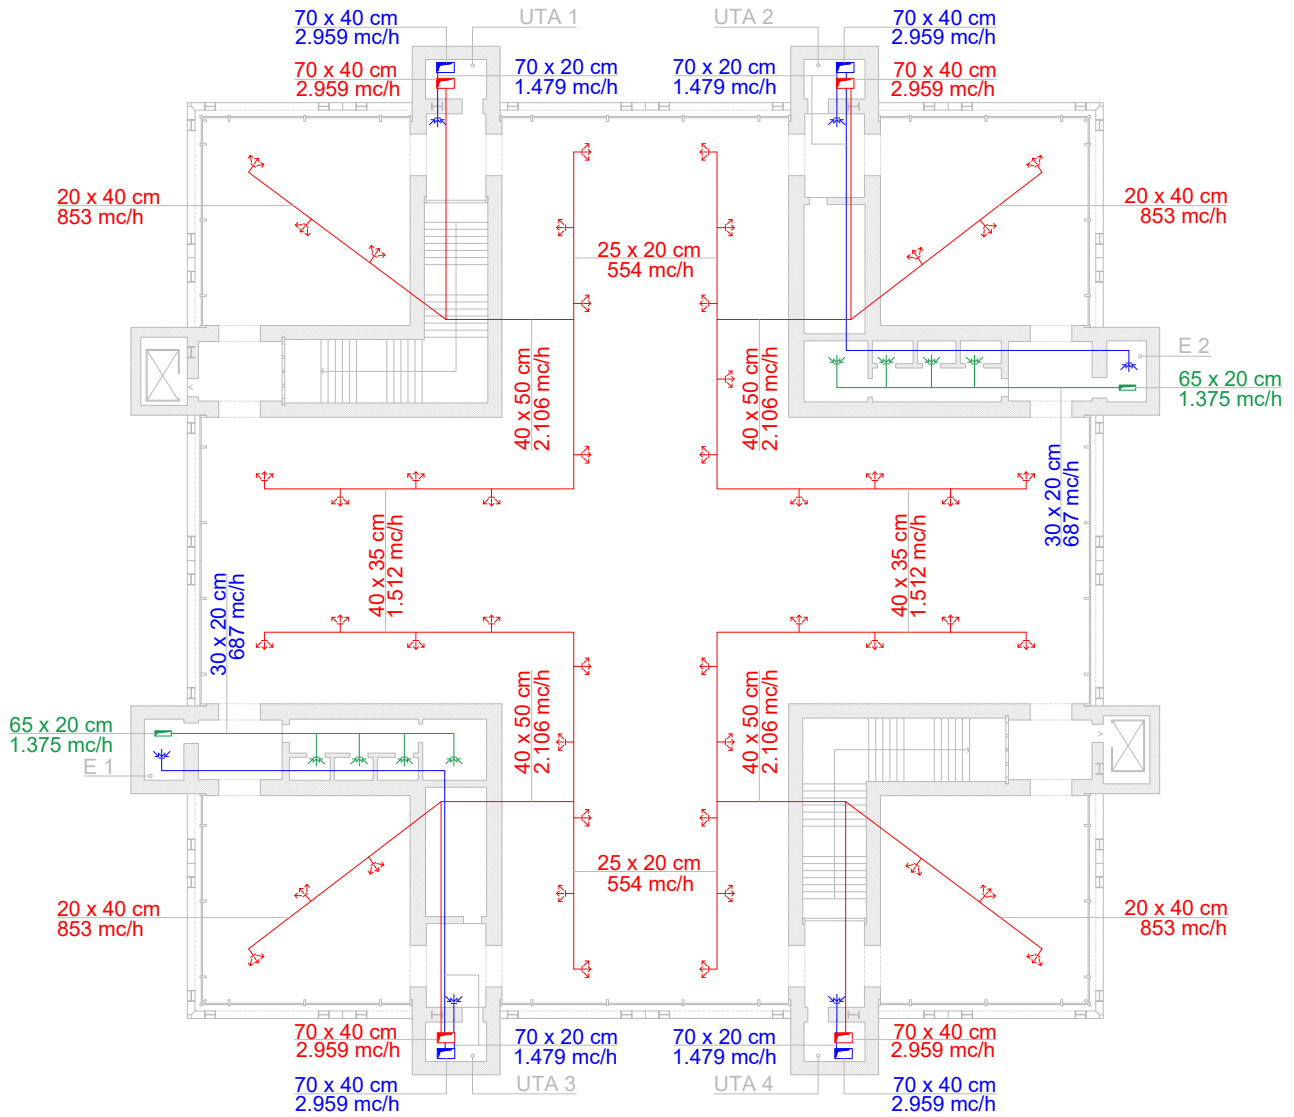 70 x 40 cm
2.959 mc/h
UTA 1
UTA 2
70 x 40 cm
2.959 mc/h
70 x 40 cm
2.959 mc/h
70 x 20 cm
1.479 mc/h
70 x 20 cm
1.479 mc/h
70 x 40 cm
2.959 mc/h
20 x 40 cm
853 mc/h
20 x 40 cm
853 mc/h
25 x 20 cm
554 mc/h
40 x 50 cm
2.106 mc/h
40 x 50 cm
2.106 mc/h
E 2
65 x 20 cm
1.375 mc/h
30 x 20 cm
687 mc/h
40 x 35 cm
1.512 mc/h
40 x 35 cm
1.512 mc/h
30 x 20 cm
687 mc/h
40 x 50 cm
2.106 mc/h
40 x 50 cm
2.106 mc/h
65 x 20 cm
1.375 mc/h
E 1
25 x 20 cm
554 mc/h
20 x 40 cm
853 mc/h
20 x 40 cm
853 mc/h
70 x 40 cm
2.959 mc/h
70 x 20 cm
1.479 mc/h
70 x 20 cm
1.479 mc/h
70 x 40 cm
2.959 mc/h
70 x 40 cm
2.959 mc/h
UTA 3
UTA 4
70 x 40 cm
2.959 mc/h